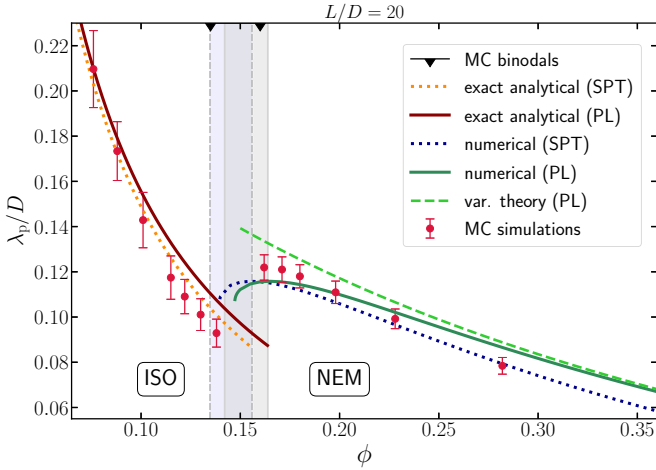 L/D = 20
MC binodals
exact analytical (SPT)
exact analytical (PL)
numerical (SPT)
numerical (PL)
var. theory (PL)
MC simulations
λp/D
0.22
0.20
0.18
0.16
0.14
0.12
0.10
0.08
0.06
ISO
NEM
0.10
0.15
0.20
0.25
0.30
0.35
ϕ